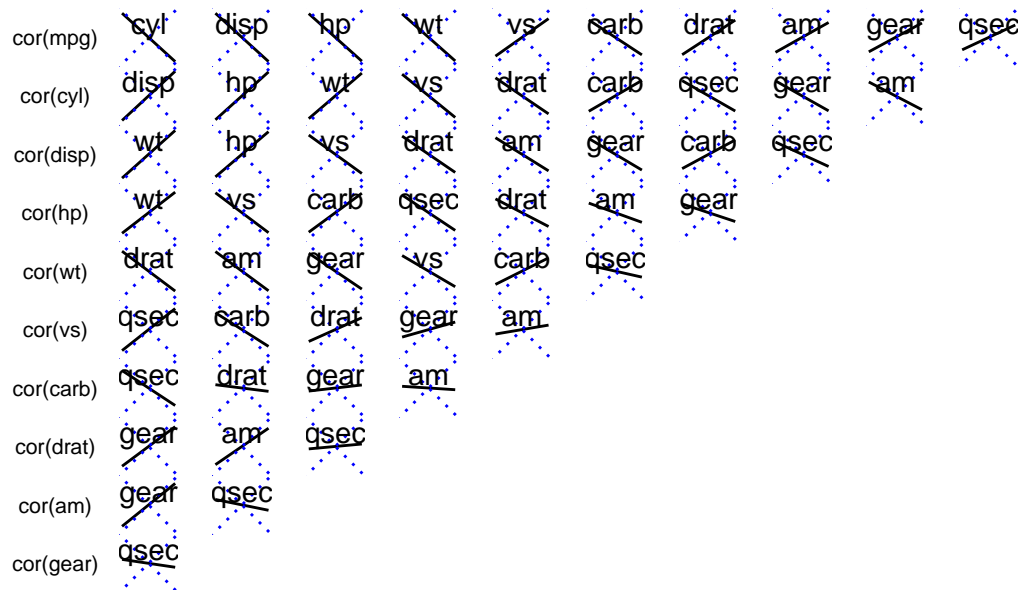 cor(mpg) cyl disp hp wt vs carb drat am gear qsec
cor(cyl) disp hp wt vs drat carb qsec gear am
cor(disp) wt hp vs drat am gear carb qsec
cor(hp) wt vs carb qsec drat am gear
cor(wt) drat am gear vs carb qsec
cor(vs) qsec carb drat gear am
cor(carb) qsec drat gear am
cor(drat) gear am qsec
cor(am) gear qsec
cor(gear) qsec